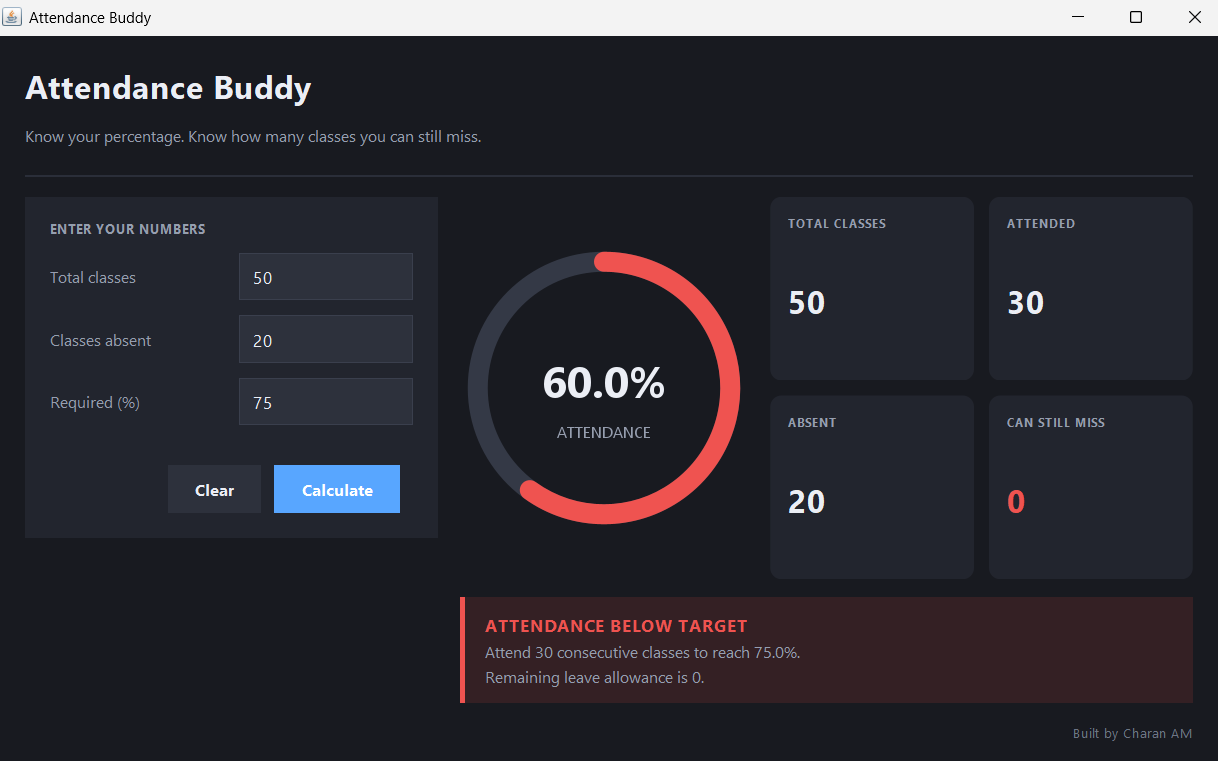 Attendance Buddy
Attendance Buddy
Know your percentage. Know how many classes you can still miss.
ENTER YOUR NUMBERS
Total classes 50
Classes absent 20
Required (%) 75
Clear Calculate
60.0%
ATTENDANCE
TOTAL CLASSES
50
ATTENDED
30
ABSENT
20
CAN STILL MISS
0
ATTENDANCE BELOW TARGET
Attend 30 consecutive classes to reach 75.0%.
Remaining leave allowance is 0.
Built by Charan AM